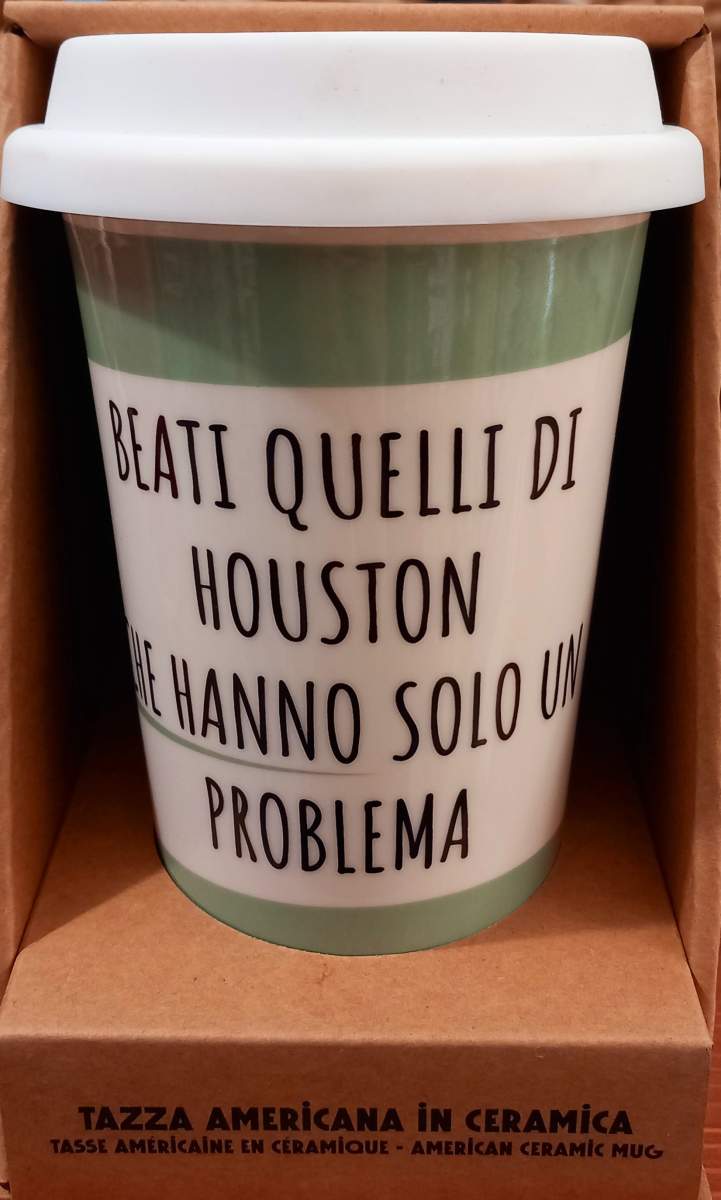 BEATI QUELLI DI
HOUSTON
CHE HANNO SOLO UN
PROBLEMA
TAZZA AMERICANA IN CERAMICA
TASSE AMÉRICAINE EN CÉRAMIQUE - AMERICAN CERAMIC MUG